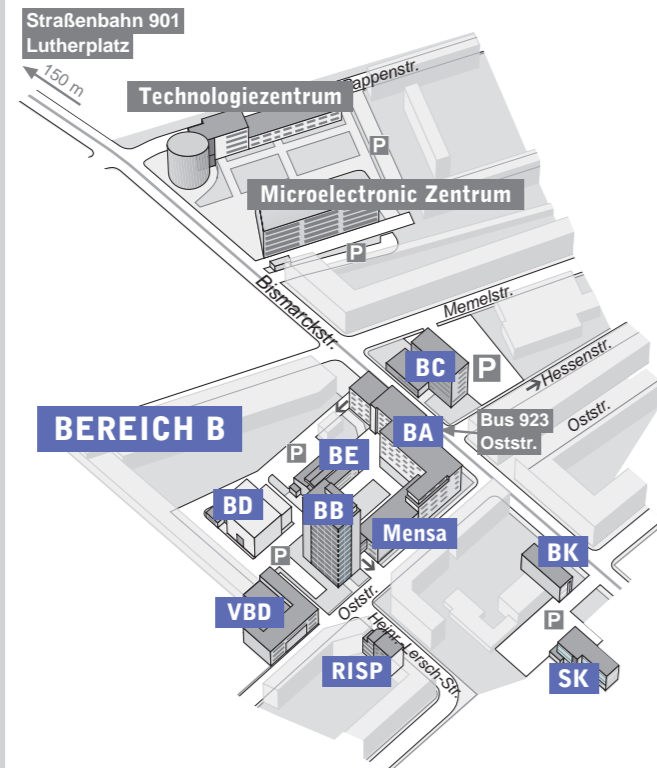 Straßenbahn 901
Lutherplatz
150 m
Pappenstr.
Technologiezentrum
P
Microelectronic Zentrum
P
Bismarckstr.
Memelstr.
BC
P
Hessenstr.
BEREICH B
BA
Bus 923
Oststr.
Oststr.
P
BE
BD
BB
Mensa
BK
P
VBD
Oststr.
Heinr.-Lersch-Str.
P
RISP
SK